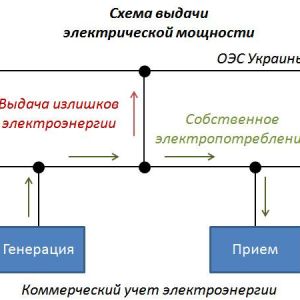 Схема выдачи
электрической мощности
ОЭС Украины
Выдача излишков
электроэнергии
Собственное
электропотреблени
Генерация
Прием
Коммерческий учет электроэнергии